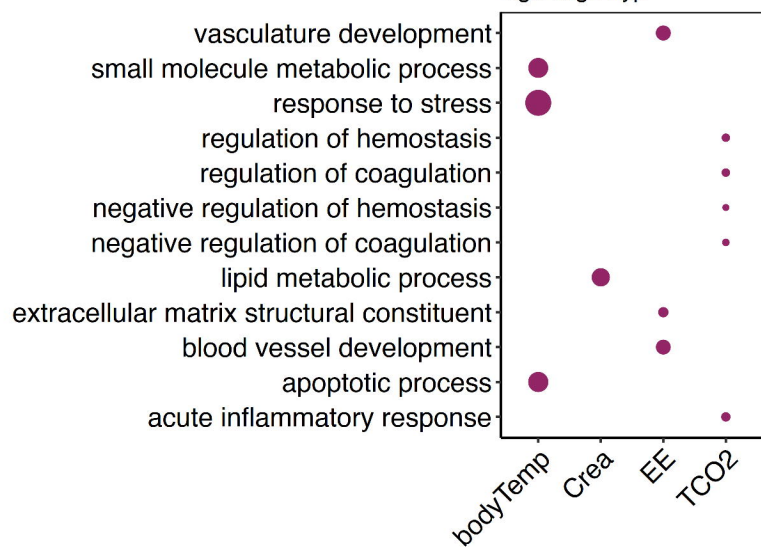 vasculature development
small molecule metabolic process
response to stress
regulation of hemostasis
regulation of coagulation
negative regulation of hemostasis
negative regulation of coagulation
lipid metabolic process
extracellular matrix structural constituent
blood vessel development
apoptotic process
acute inflammatory response
bodyTemp
Crea
EE
TCO2